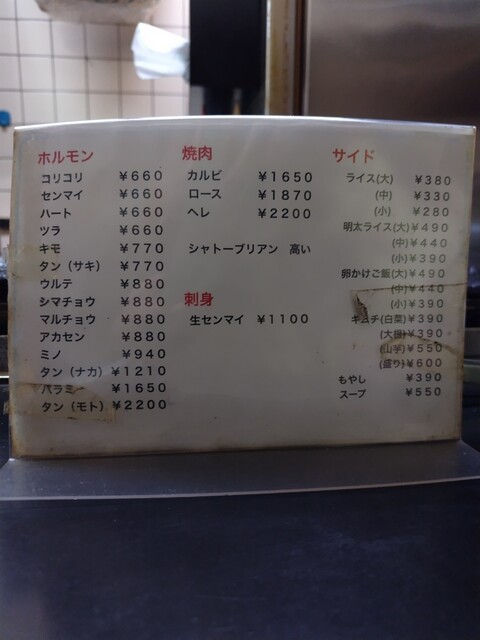 ホルモン
コリコリ ¥660
センマイ ¥660
ハート ¥660
ツラ ¥660
キモ ¥770
タン（サキ） ¥770
ウルテ ¥880
シマチョウ ¥880
マルチョウ ¥880
アカセン ¥880
ミノ ¥940
タン（ナカ） ¥1210
ハラミ ¥1650
タン（モト） ¥2200
焼肉
カルビ ¥1650
ロース ¥1870
ヘレ ¥2200
シャトーブリアン 高い
刺身
生センマイ ¥1100
サイド
ライス(大) ¥380
(中) ¥330
(小) ¥280
明太ライス(大) ¥490
(中) ¥440
(小) ¥390
卵かけご飯(大) ¥490
(中) ¥440
(小) ¥390
キムチ(白菜) ¥390
(大根) ¥390
(山芋) ¥550
(盛り) ¥600
もやし ¥390
スープ ¥550